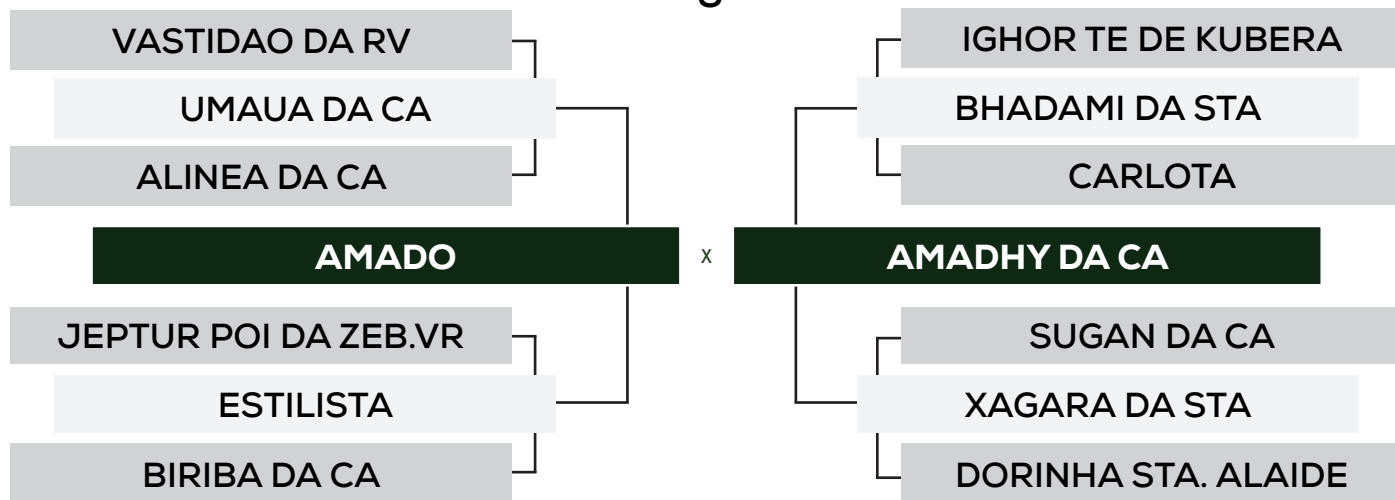 VASTIDAO DA RV
UMAUA DA CA
ALINEA DA CA
AMADO
JEPTUR POI DA ZEB.VR
ESTILISTA
BIRIBA DA CA
x
IGHOR TE DE KUBERA
BHADAMI DA STA
CARLOTA
AMADHY DA CA
SUGAN DA CA
XAGARA DA STA
DORINHA STA. ALAIDE